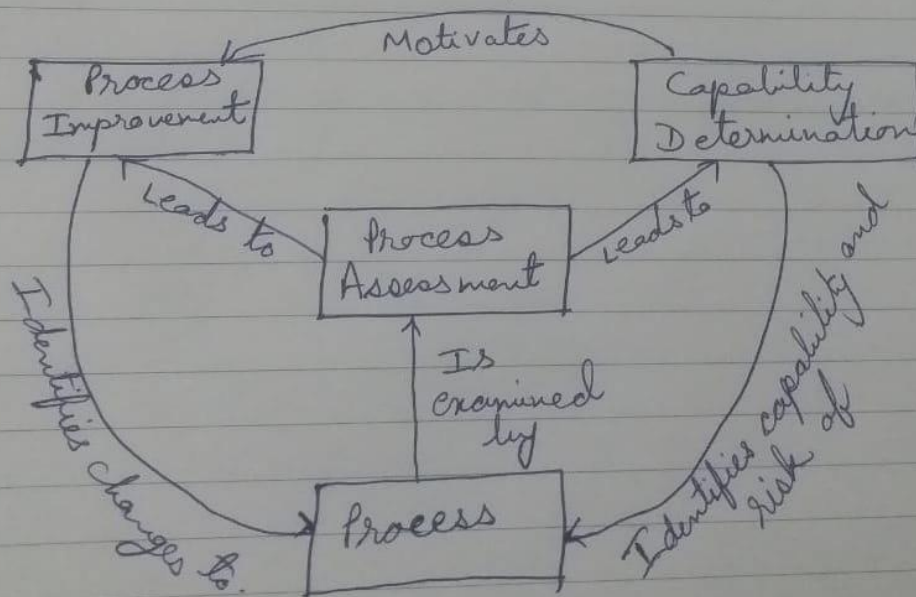 Motivates
Process
Improvement
Capability
Determination
Leads to
Leads to
Process
Assessment
Identifies changes to.
Is
examined
by
Identifies capability and
risk of
Process